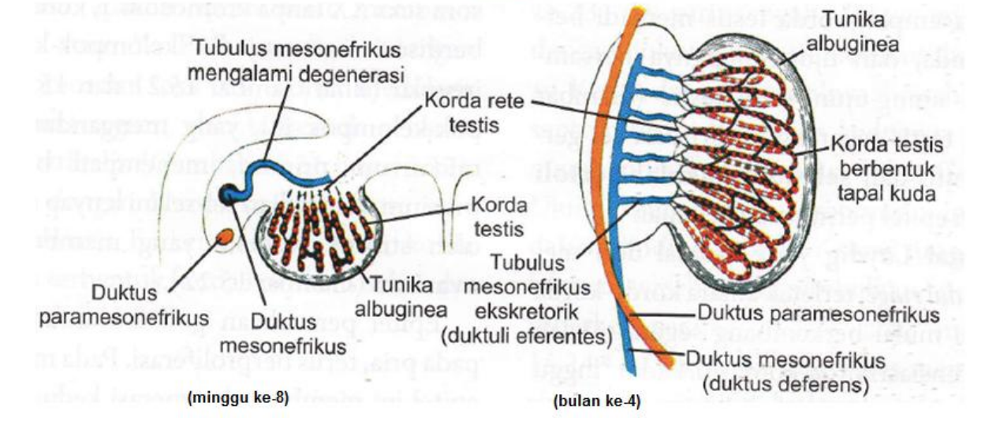 Tubulus mesonefrikus
mengalami degenerasi
Korda rete
testis
Korda
testis
Tunika
albuginea
Duktus
paramesonefrikus
Duktus
mesonefrikus
(minggu ke-8)
Tunika
albuginea
Korda testis
berbentuk
tapal kuda
Tubulus
mesonefrikus
ekskretorik
(duktuli eferentes)
Duktus paramesonefrikus
Duktus mesonefrikus
(duktus deferens)
(bulan ke-4)